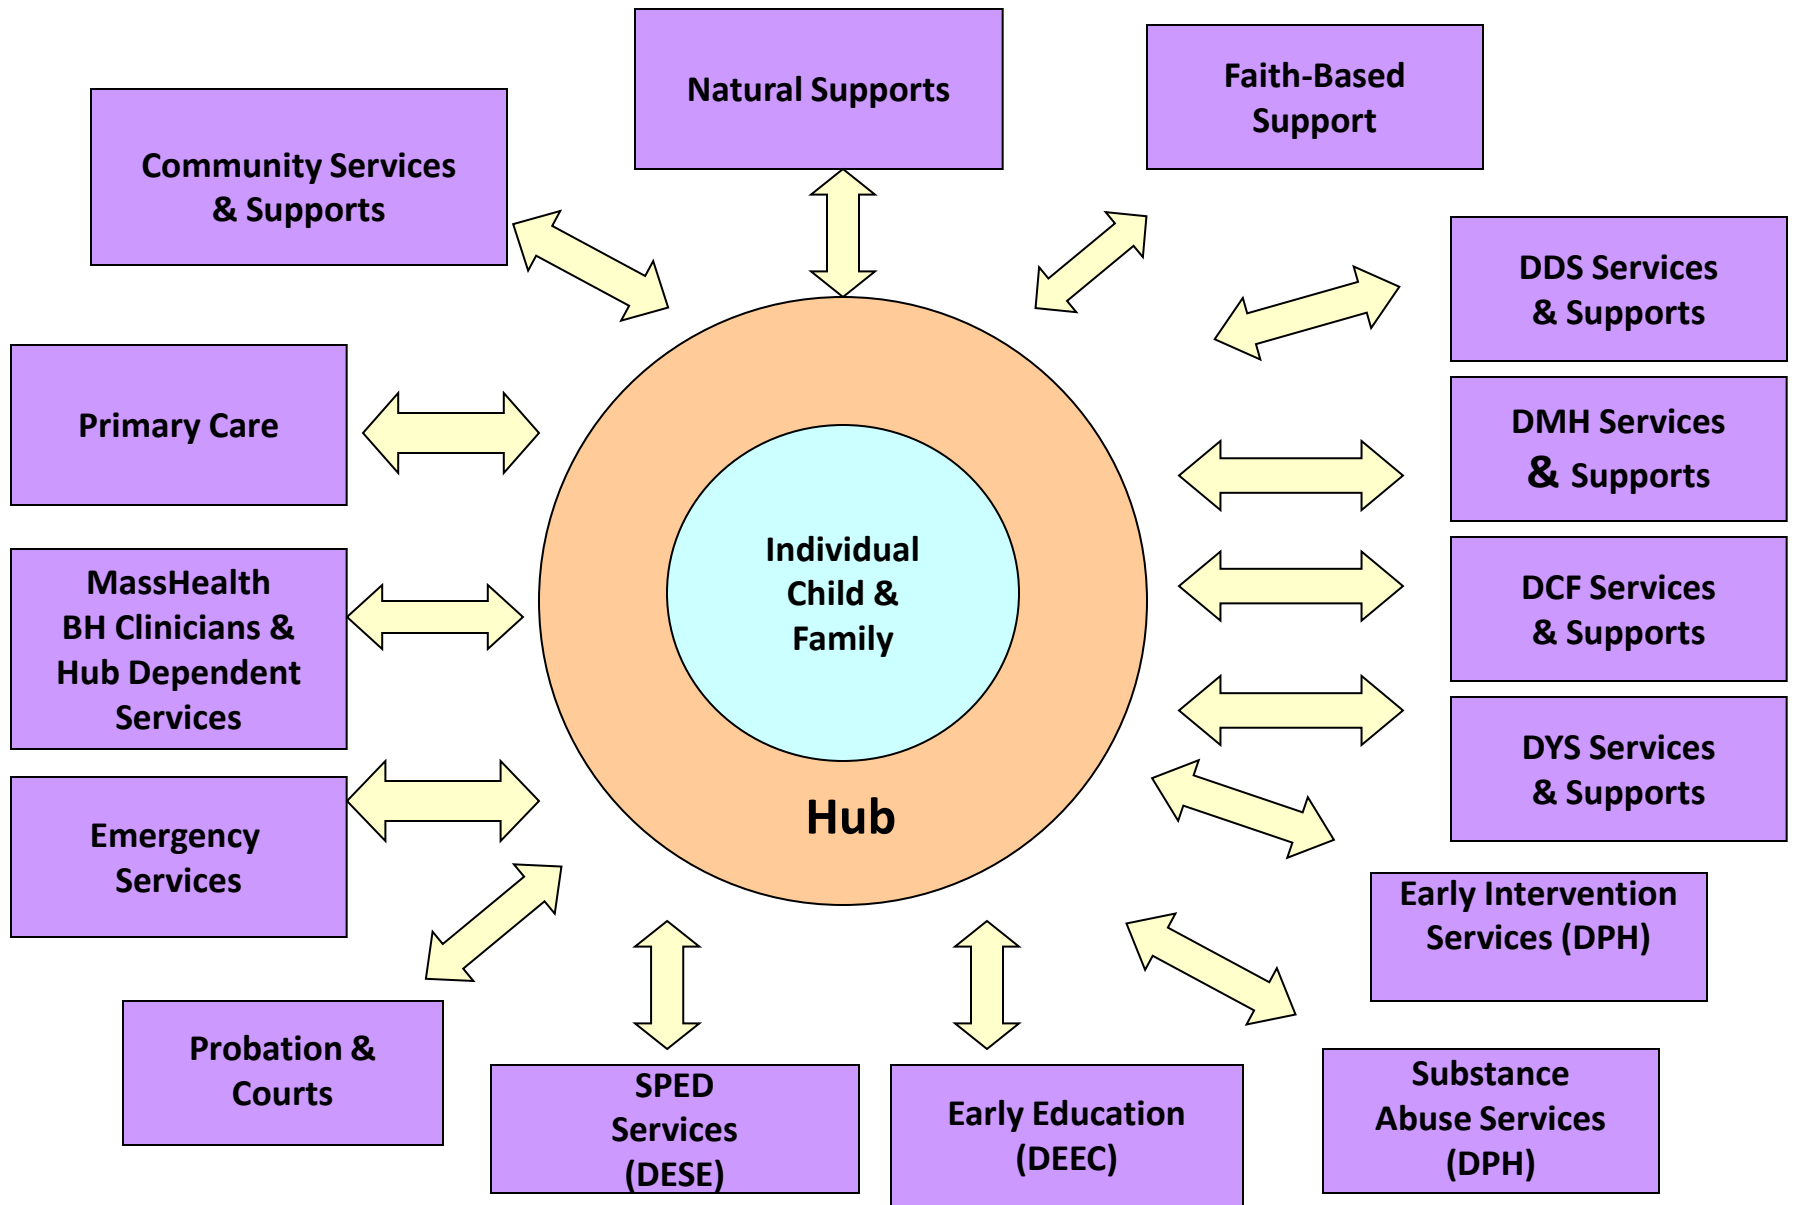 Natural Supports
Faith-Based
Support
Community Services
& Supports
DDS Services
& Supports
Primary Care
DMH Services
& Supports
Individual
Child &
Family
MassHealth
BH Clinicians &
Hub Dependent
Services
DCF Services
& Supports
DYS Services
& Supports
Hub
Emergency
Services
Early Intervention
Services (DPH)
Probation &
Courts
SPED
Services
(DESE)
Early Education
(DEEC)
Substance
Abuse Services
(DPH)